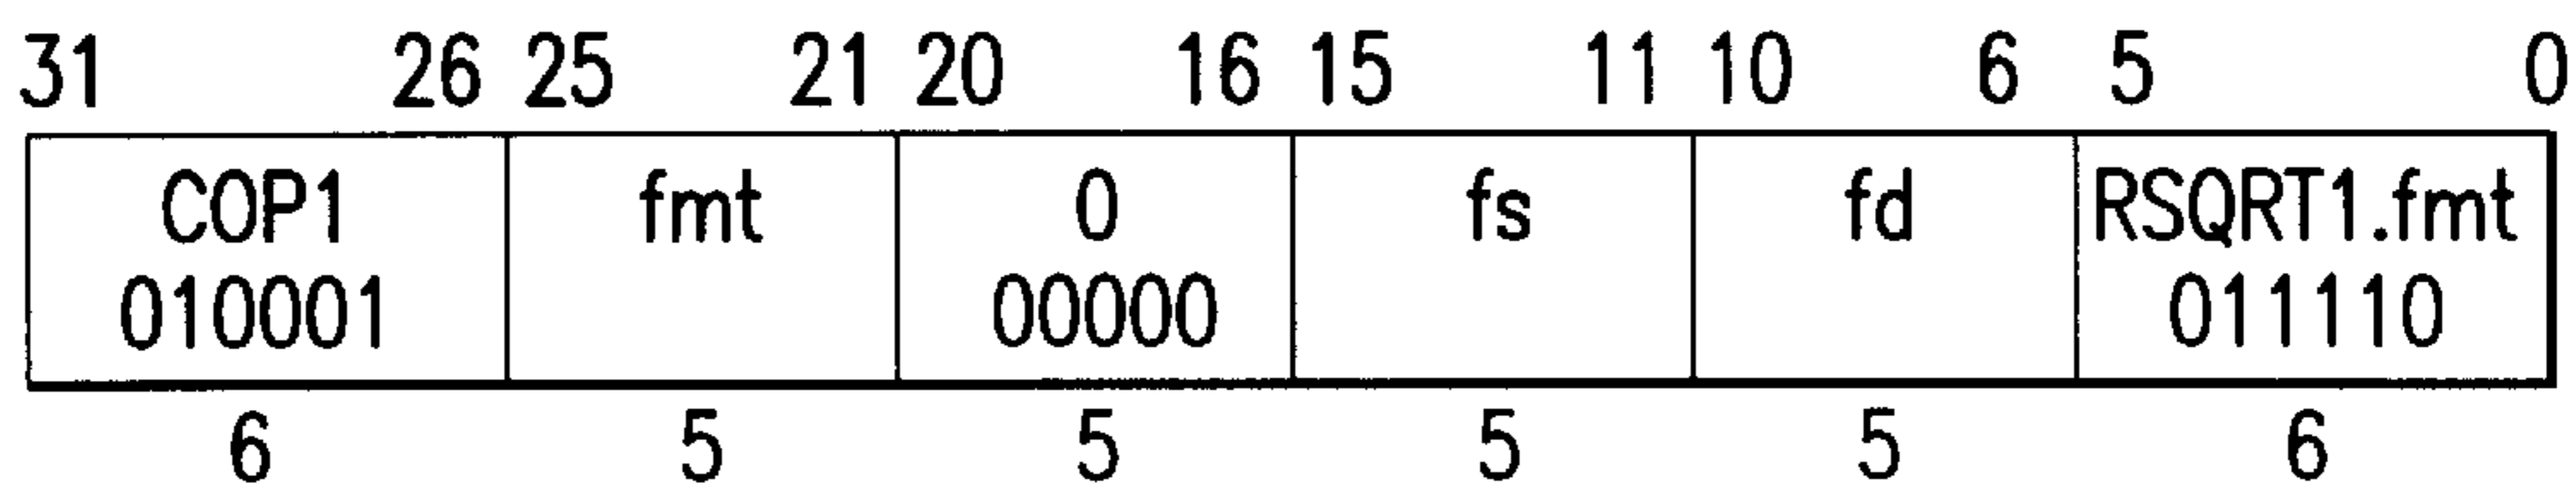 31 26 25 21 20 16 15 11 10 6 5 0
COP1 fmt 0 fs fd RSQRT1.fmt
010001 00000 011110
6 5 5 5 5 6